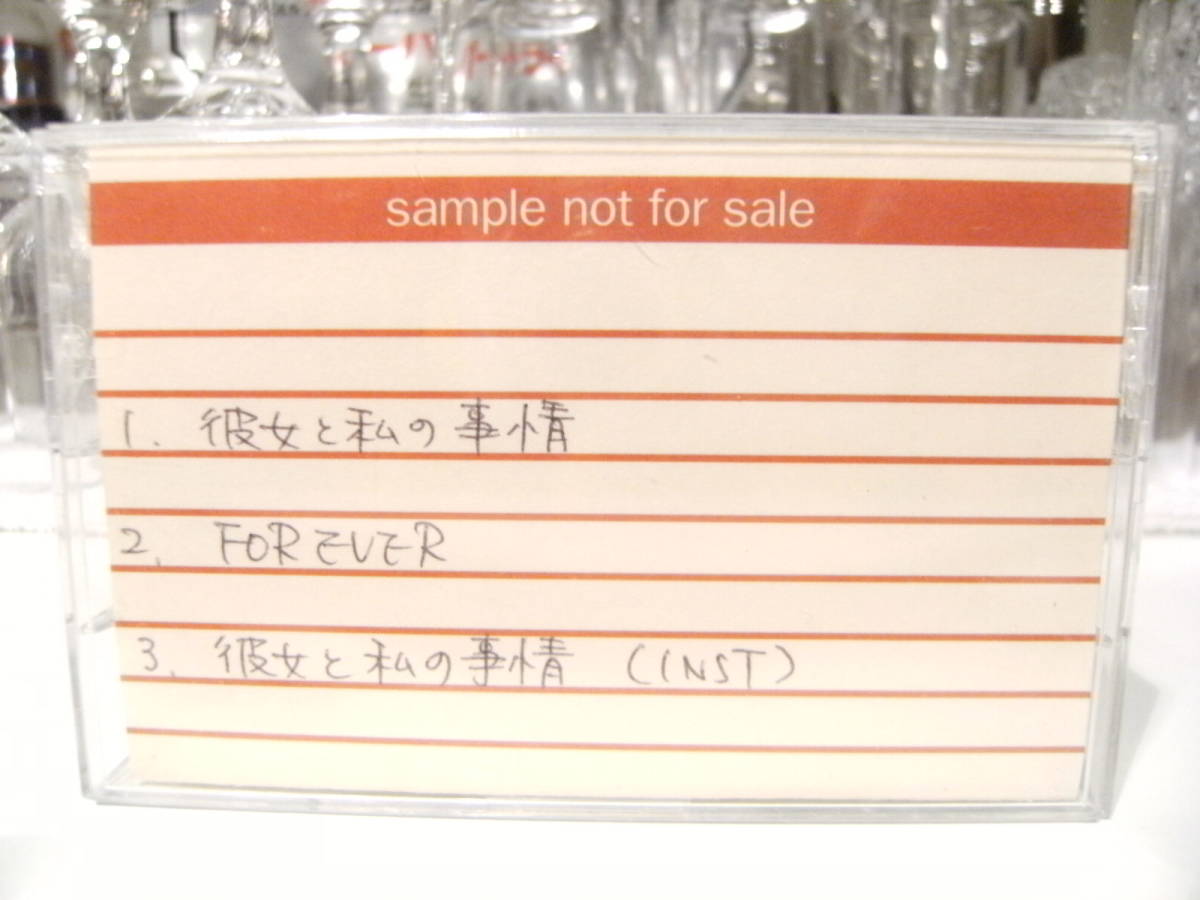 sample not for sale
1. 彼女と私の事情
2. FOREVER
3. 彼女と私の事情 (INST)